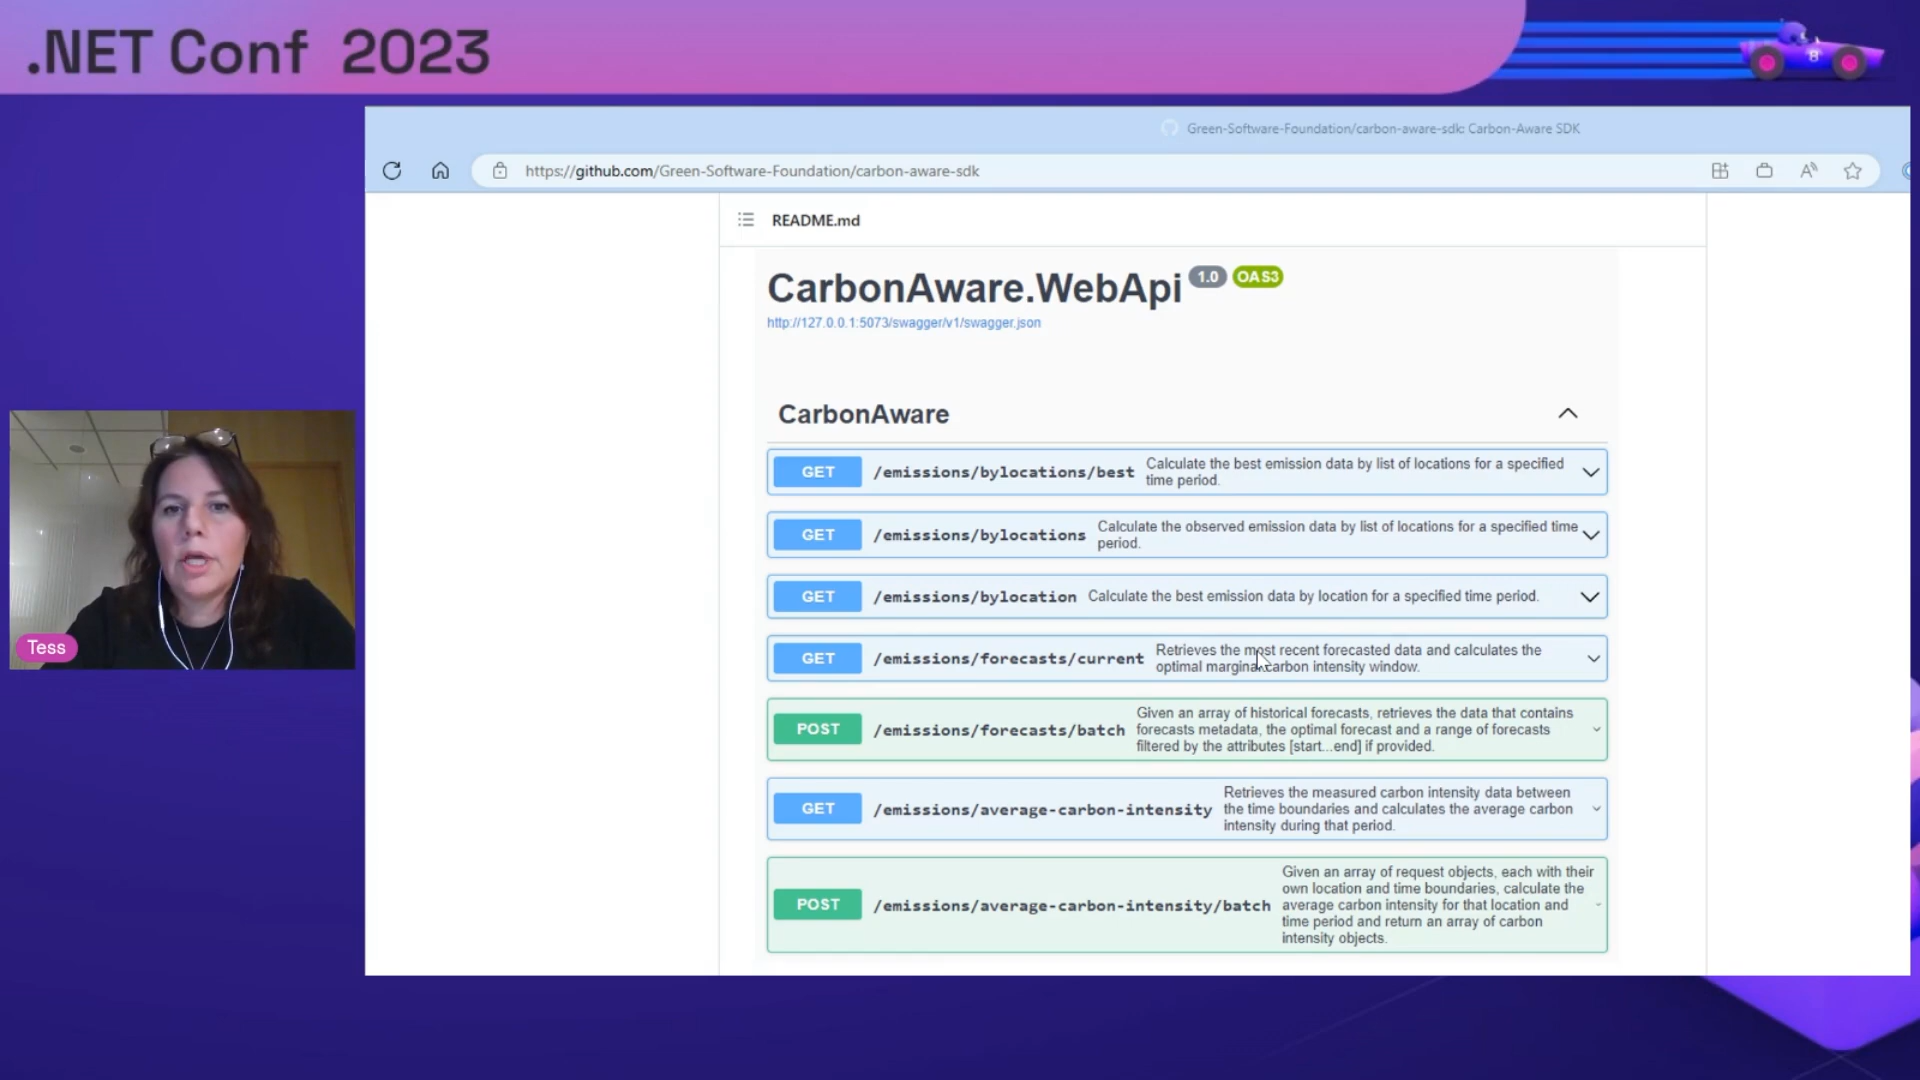 .NET Conf 2023
8
Green-Software-Foundation/carbon-aware-sdk: Carbon-Aware SDK
https://github.com/Green-Software-Foundation/carbon-aware-sdk
README.md
CarbonAware.WebApi 1.0 OAS3
http://127.0.0.1:5073/swagger/v1/swagger.json
CarbonAware
GET /emissions/bylocations/best Calculate the best emission data by list of locations for a specified
time period.
GET /emissions/bylocations Calculate the observed emission data by list of locations for a specified time
period.
GET /emissions/bylocation Calculate the best emission data by location for a specified time period.
GET /emissions/forecasts/current Retrieves the most recent forecasted data and calculates the
optimal marginal carbon intensity window.
POST /emissions/forecasts/batch Given an array of historical forecasts, retrieves the data that contains
forecasts metadata, the optimal forecast and a range of forecasts
filtered by the attributes [start...end] if provided.
GET /emissions/average-carbon-intensity Retrieves the measured carbon intensity data between
the time boundaries and calculates the average carbon
intensity during that period.
POST /emissions/average-carbon-intensity/batch Given an array of request objects, each with their
own location and time boundaries, calculate the
average carbon intensity for that location and
time period and return an array of carbon
intensity objects.
Tess